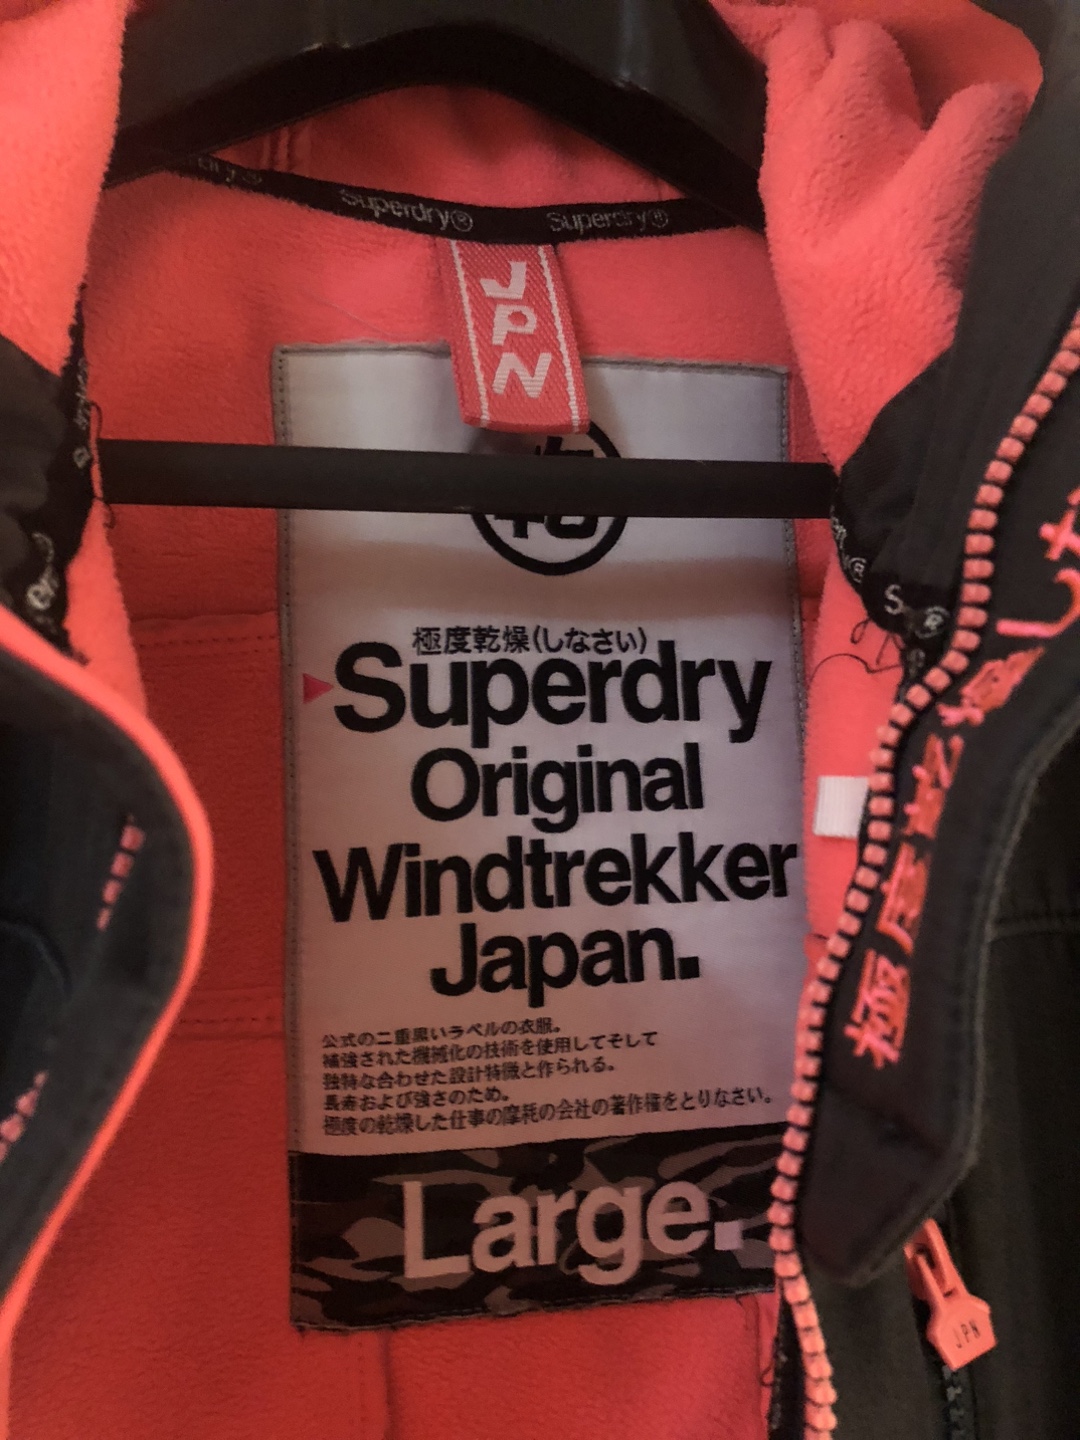 Superdry®
Superdry®
JPN
極度乾燥(しなさい)
Superdry
Original
Windtrekker
Japan.
公式の二重黒いラベルの衣服。
補強された機械化の技術を使用してそして
独特な合わせた設計特徴と作られる。
長寿および強さのため。
極度の乾燥した仕事の摩耗の会社の著作権をとりなさい。
Large.
極度乾燥
JPN